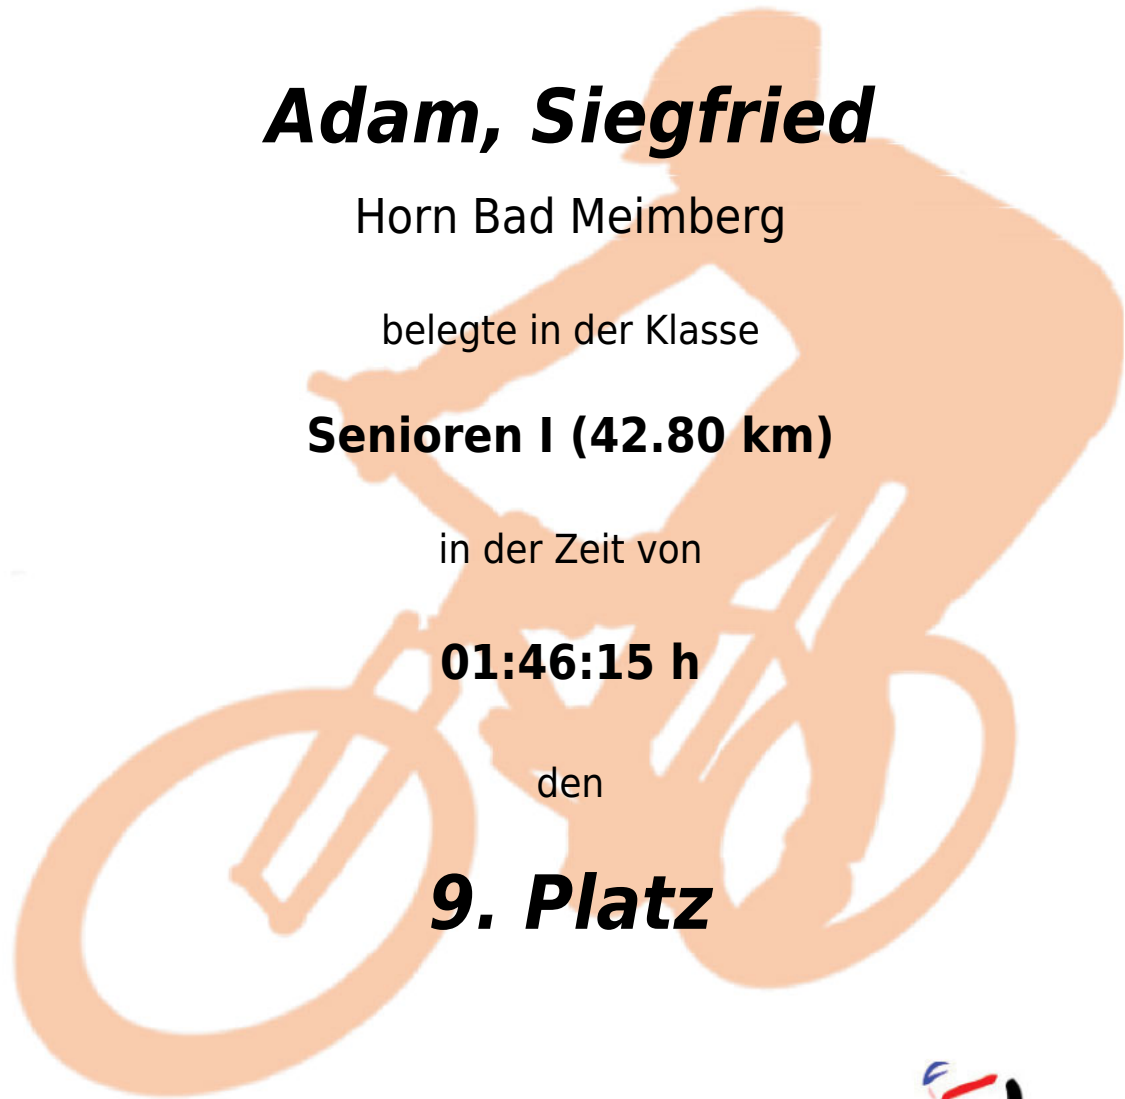 Adam, Siegfried
Horn Bad Meimberg
belegte in der Klasse
Senioren I (42.80 km)
in der Zeit von
01:46:15 h
den
9. Platz